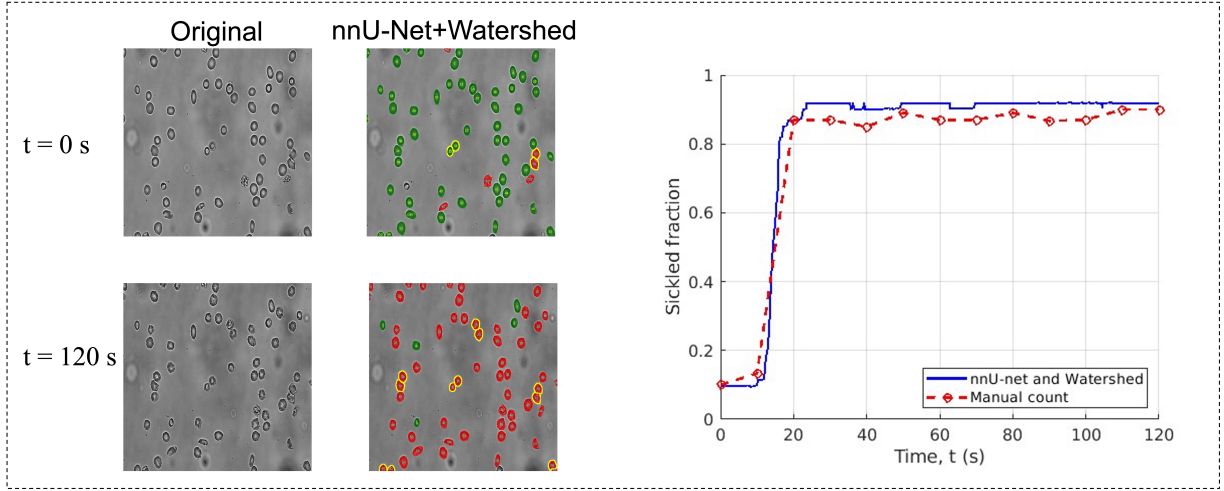 Original
nnU-Net+Watershed
t = 0 s
t = 120 s
1
0.8
0.6
0.4
0.2
0
Sickled fraction
0 20 40 60 80 100 120
Time, t (s)
nnU-net and Watershed
Manual count